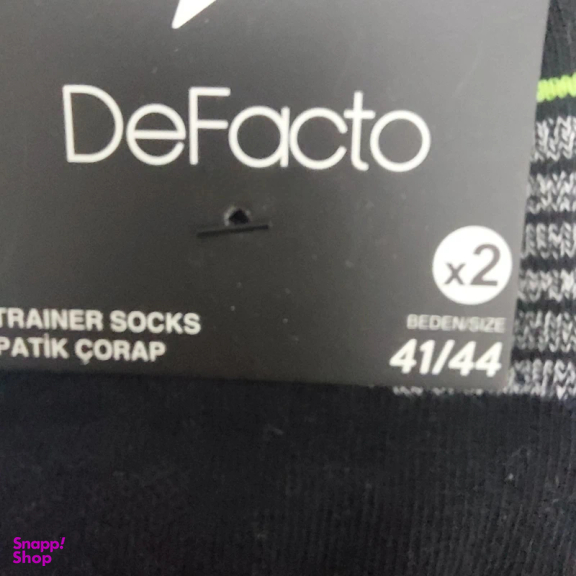 DeFacto
x2
TRAINER SOCKS
PATİK ÇORAP
BEDEN/SIZE
41/44
Snapp!
Shop